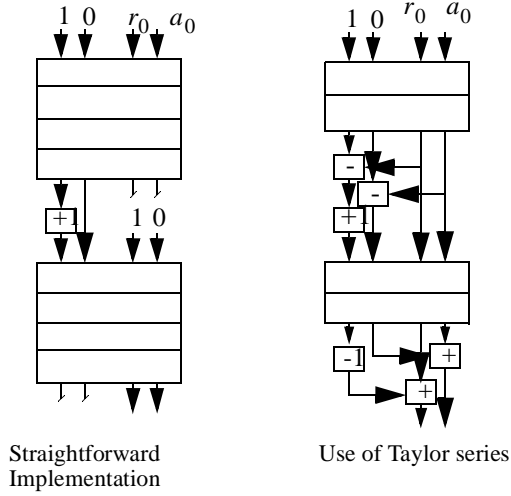 1 0 r0 a0
1 0 r0 a0
-
-
+1
1 0
+1
-1
+
+
Straightforward
Implementation
Use of Taylor series